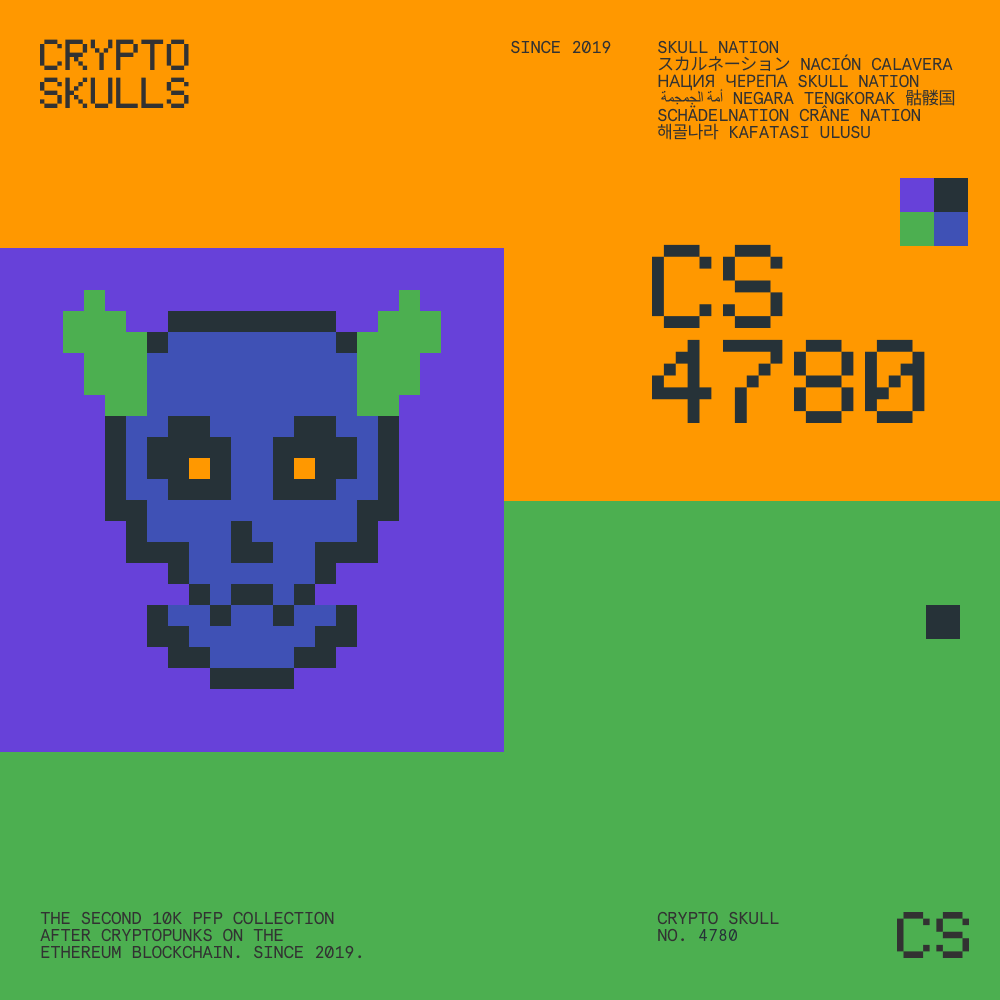 CRYPTO
SKULLS
SINCE 2019
SKULL NATION
スカルネーション NACIÓN CALAVERA
НАЦИЯ ЧЕРЕПА SKULL NATION
أمة الجمجمة NEGARA TENGKORAK 骷髅国
SCHÄDELNATION CRÂNE NATION
해골나라 KAFATASI ULUSU
CS
4780
THE SECOND 10K PFP COLLECTION
AFTER CRYPTOPUNKS ON THE
ETHEREUM BLOCKCHAIN. SINCE 2019.
CRYPTO SKULL
NO. 4780
CS